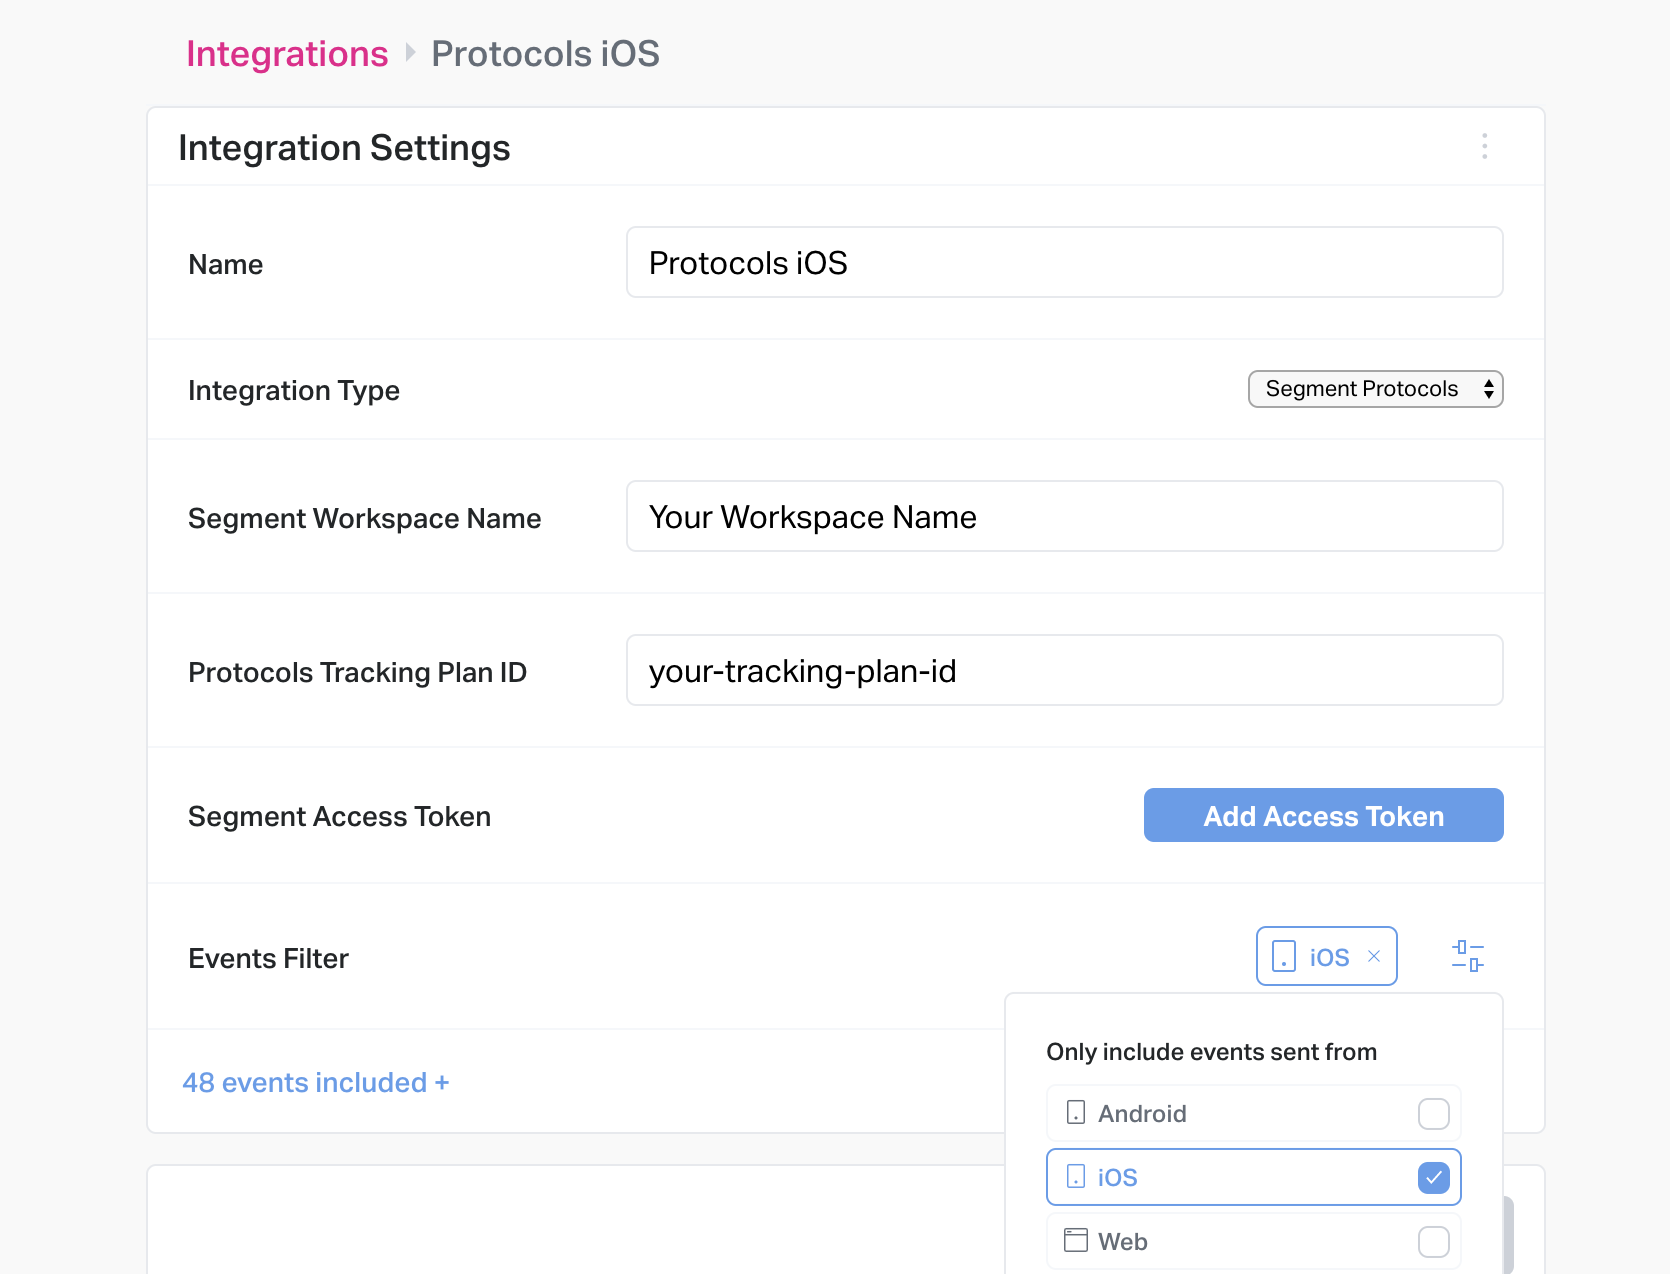 Integrations Protocols iOS
Integration Settings
Name Protocols iOS
Integration Type Segment Protocols
Segment Workspace Name Your Workspace Name
Protocols Tracking Plan ID your-tracking-plan-id
Segment Access Token Add Access Token
Events Filter iOS ×
48 events included +
Only include events sent from
Android
iOS
Web